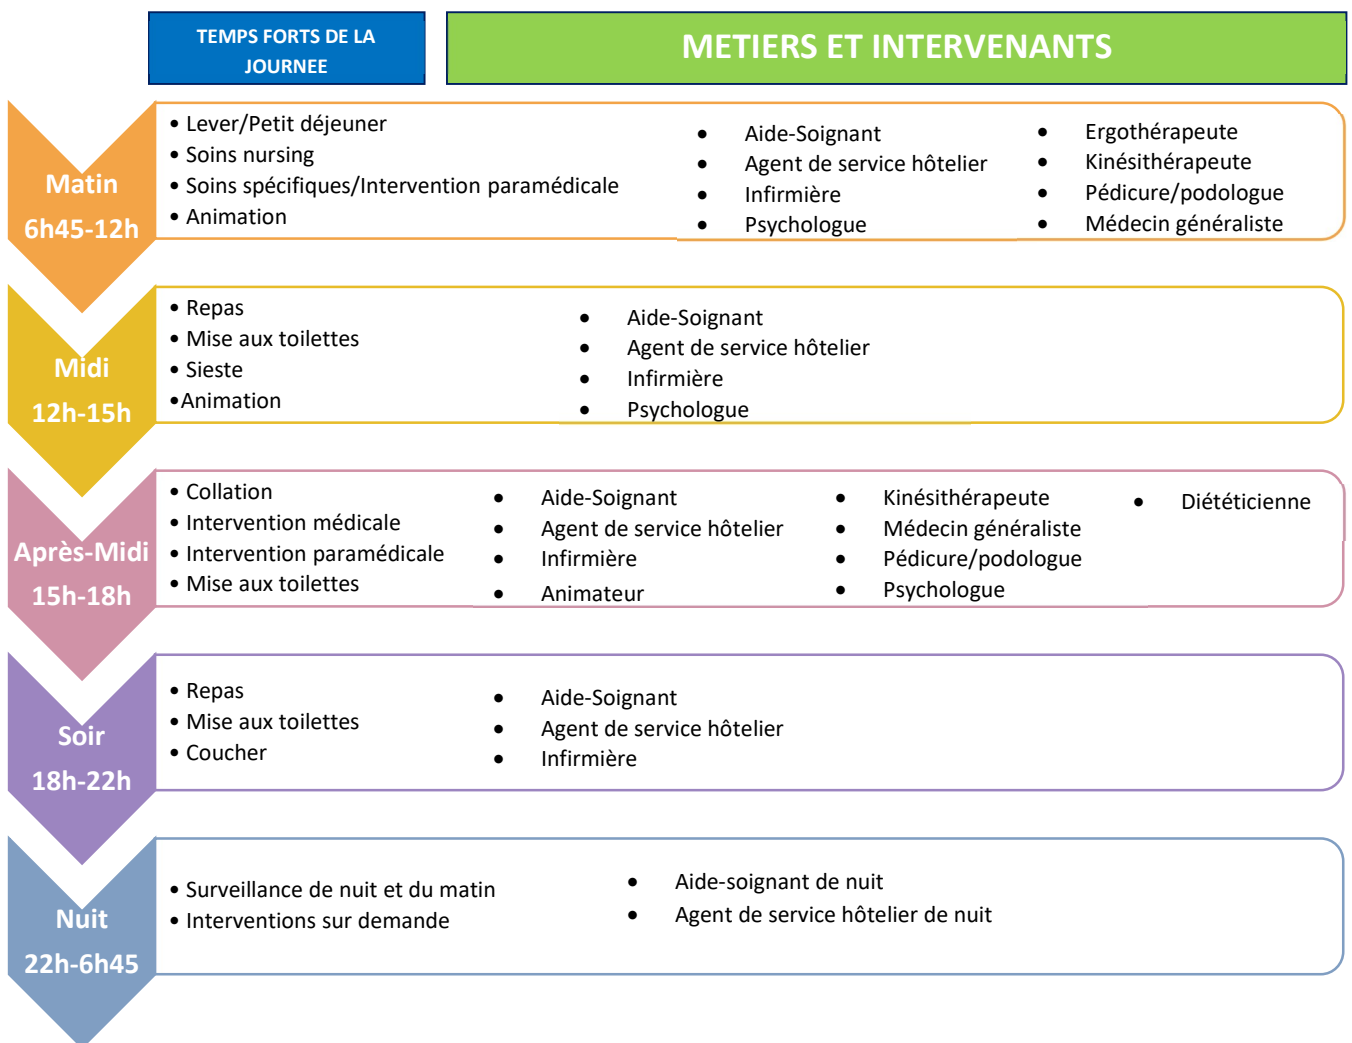 TEMPS FORTS DE LA
JOURNEE
METIERS ET INTERVENANTS
Matin
6h45-12h
• Lever/Petit déjeuner
• Soins nursing
• Soins spécifiques/Intervention paramédicale
• Animation
• Aide-Soignant
• Agent de service hôtelier
• Infirmière
• Psychologue
• Ergothérapeute
• Kinésithérapeute
• Pédicure/podologue
• Médecin généraliste
Midi
12h-15h
• Repas
• Mise aux toilettes
• Sieste
•Animation
• Aide-Soignant
• Agent de service hôtelier
• Infirmière
• Psychologue
Après-Midi
15h-18h
• Collation
• Intervention médicale
• Intervention paramédicale
• Mise aux toilettes
• Aide-Soignant
• Agent de service hôtelier
• Infirmière
• Animateur
• Kinésithérapeute
• Médecin généraliste
• Pédicure/podologue
• Psychologue
• Diététicienne
Soir
18h-22h
• Repas
• Mise aux toilettes
• Coucher
• Aide-Soignant
• Agent de service hôtelier
• Infirmière
Nuit
22h-6h45
• Surveillance de nuit et du matin
• Interventions sur demande
• Aide-soignant de nuit
• Agent de service hôtelier de nuit